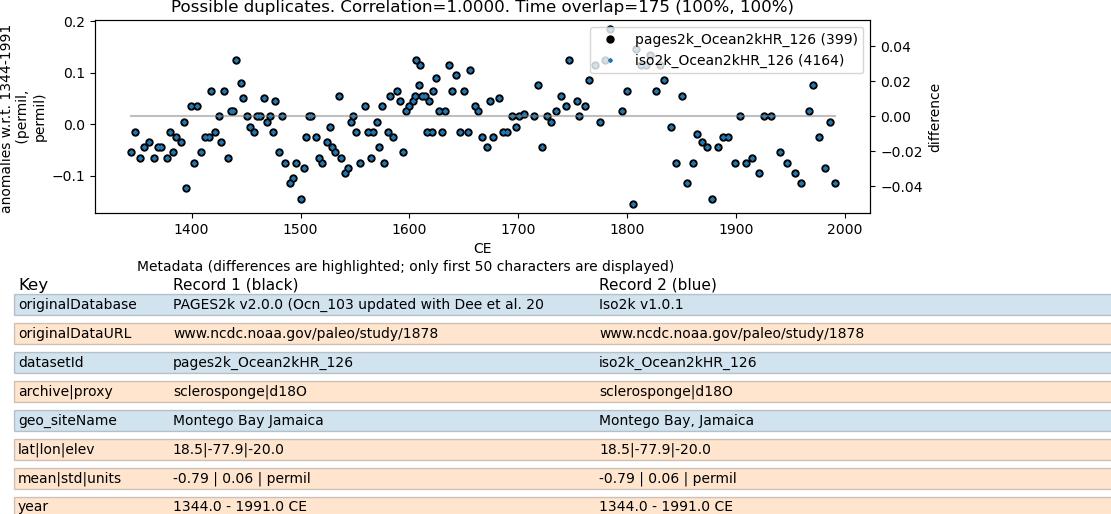 Possible duplicates. Correlation=1.0000. Time overlap=175 (100%, 100%)
anomalies w.r.t. 1344-1991
(permil,
permil)
0.2
0.1
0.0
−0.1
pages2k_Ocean2kHR_126 (399)
iso2k_Ocean2kHR_126 (4164)
0.04
0.02
0.00
−0.02
−0.04
difference
1400 1500 1600 1700 1800 1900 2000
CE
Metadata (differences are highlighted; only first 50 characters are displayed)
Key Record 1 (black) Record 2 (blue)
originalDatabase PAGES2k v2.0.0 (Ocn_103 updated with Dee et al. 20 Iso2k v1.0.1
originalDataURL www.ncdc.noaa.gov/paleo/study/1878 www.ncdc.noaa.gov/paleo/study/1878
datasetId pages2k_Ocean2kHR_126 iso2k_Ocean2kHR_126
archive|proxy sclerosponge|d18O sclerosponge|d18O
geo_siteName Montego Bay Jamaica Montego Bay, Jamaica
lat|lon|elev 18.5|-77.9|-20.0 18.5|-77.9|-20.0
mean|std|units -0.79 | 0.06 | permil -0.79 | 0.06 | permil
year 1344.0 - 1991.0 CE 1344.0 - 1991.0 CE